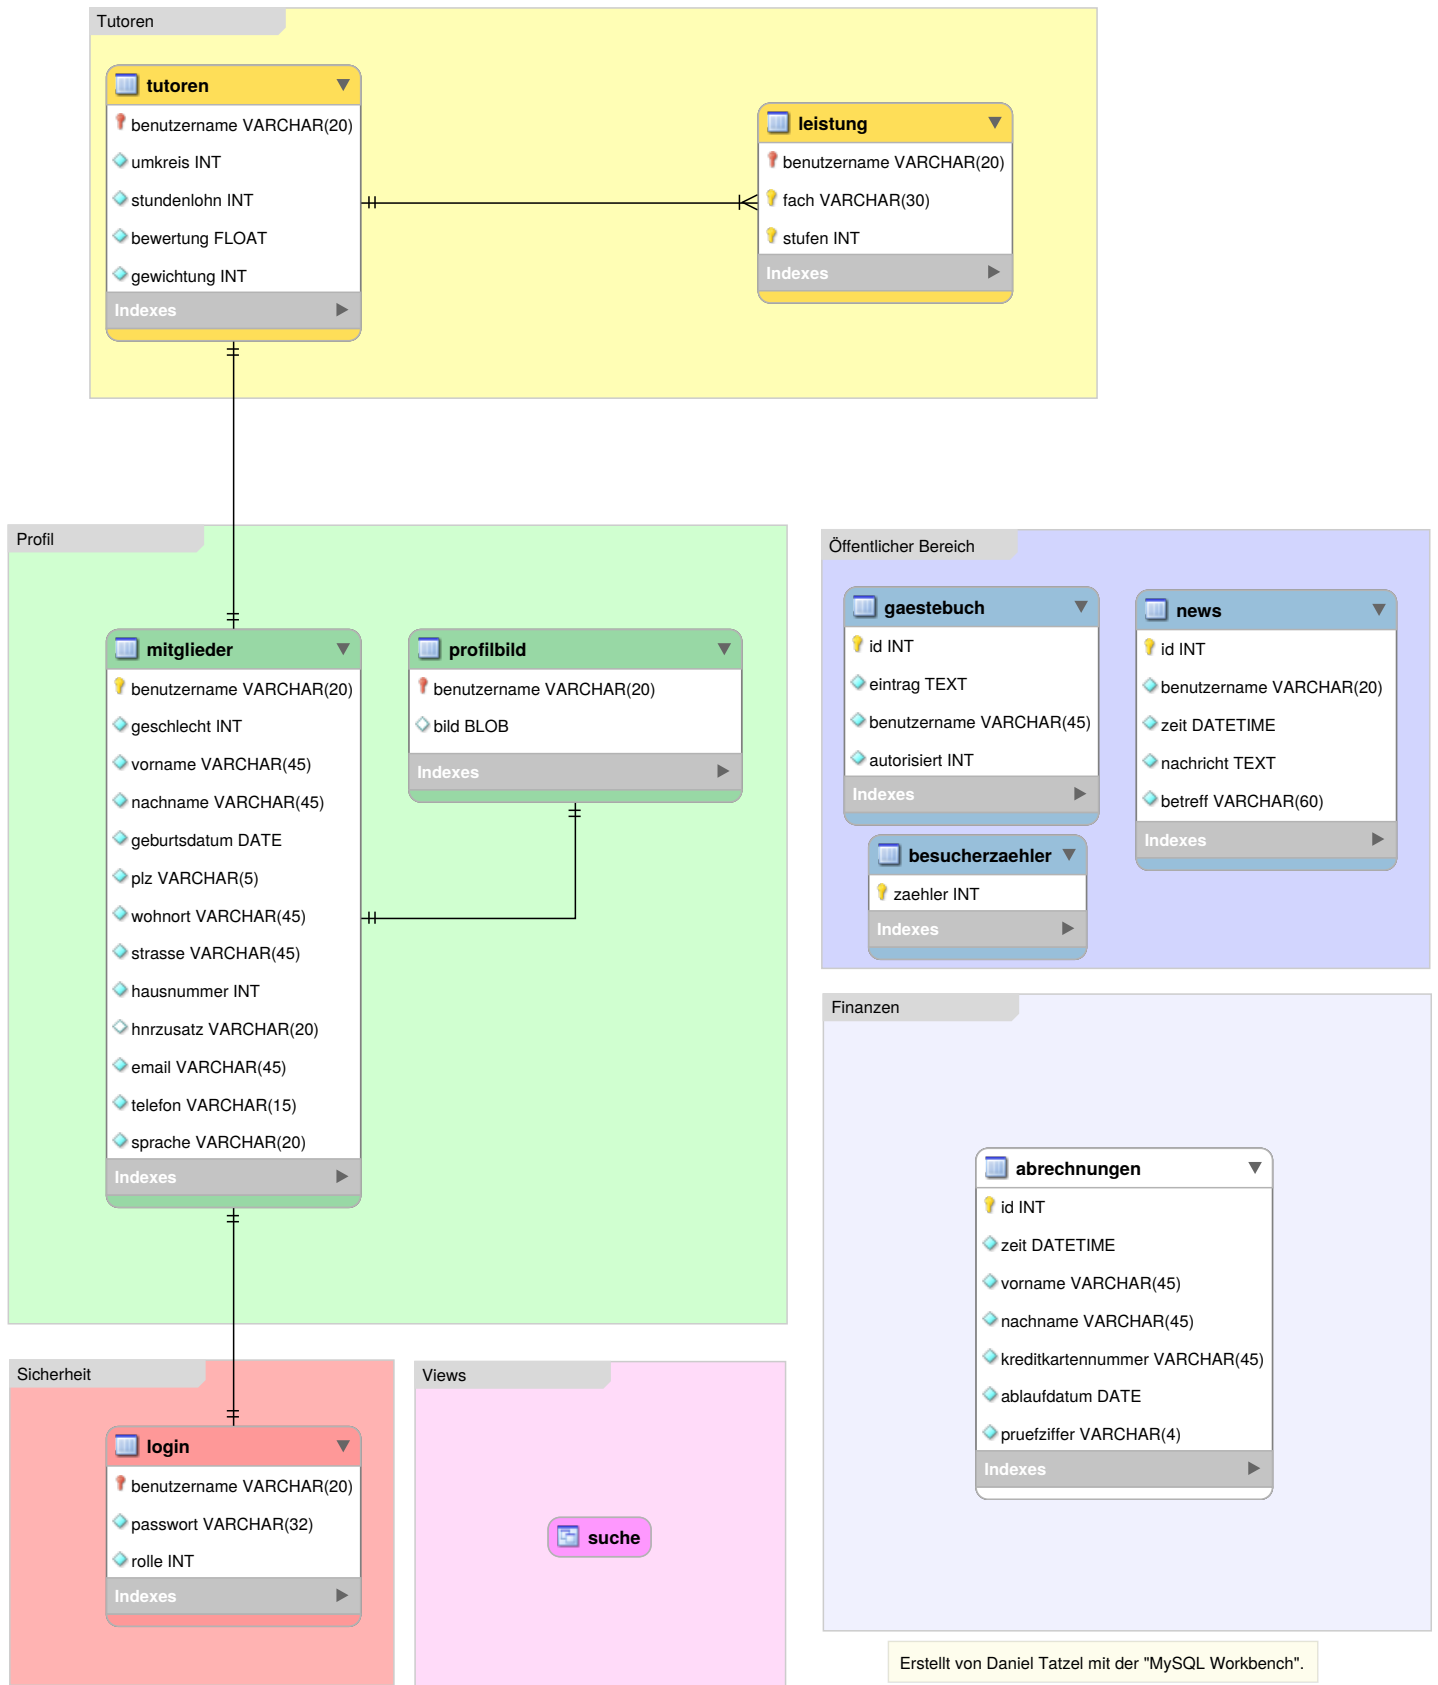 Tutoren
tutoren
benutzername VARCHAR(20)
umkreis INT
stundenlohn INT
bewertung FLOAT
gewichtung INT
Indexes
leistung
benutzername VARCHAR(20)
fach VARCHAR(30)
stufen INT
Indexes
Profil
mitglieder
benutzername VARCHAR(20)
geschlecht INT
vorname VARCHAR(45)
nachname VARCHAR(45)
geburtsdatum DATE
plz VARCHAR(5)
wohnort VARCHAR(45)
strasse VARCHAR(45)
hausnummer INT
hnrzusatz VARCHAR(20)
email VARCHAR(45)
telefon VARCHAR(15)
sprache VARCHAR(20)
Indexes
profilbild
benutzername VARCHAR(20)
bild BLOB
Indexes
Öffentlicher Bereich
gaestebuch
id INT
eintrag TEXT
benutzername VARCHAR(45)
autorisiert INT
Indexes
news
id INT
benutzername VARCHAR(20)
zeit DATETIME
nachricht TEXT
betreff VARCHAR(60)
Indexes
besucherzaehler
zaehler INT
Indexes
Finanzen
abrechnungen
id INT
zeit DATETIME
vorname VARCHAR(45)
nachname VARCHAR(45)
kreditkartennummer VARCHAR(45)
ablaufdatum DATE
pruefziffer VARCHAR(4)
Indexes
Sicherheit
login
benutzername VARCHAR(20)
passwort VARCHAR(32)
rolle INT
Indexes
Views
suche
Erstellt von Daniel Tatzel mit der "MySQL Workbench".